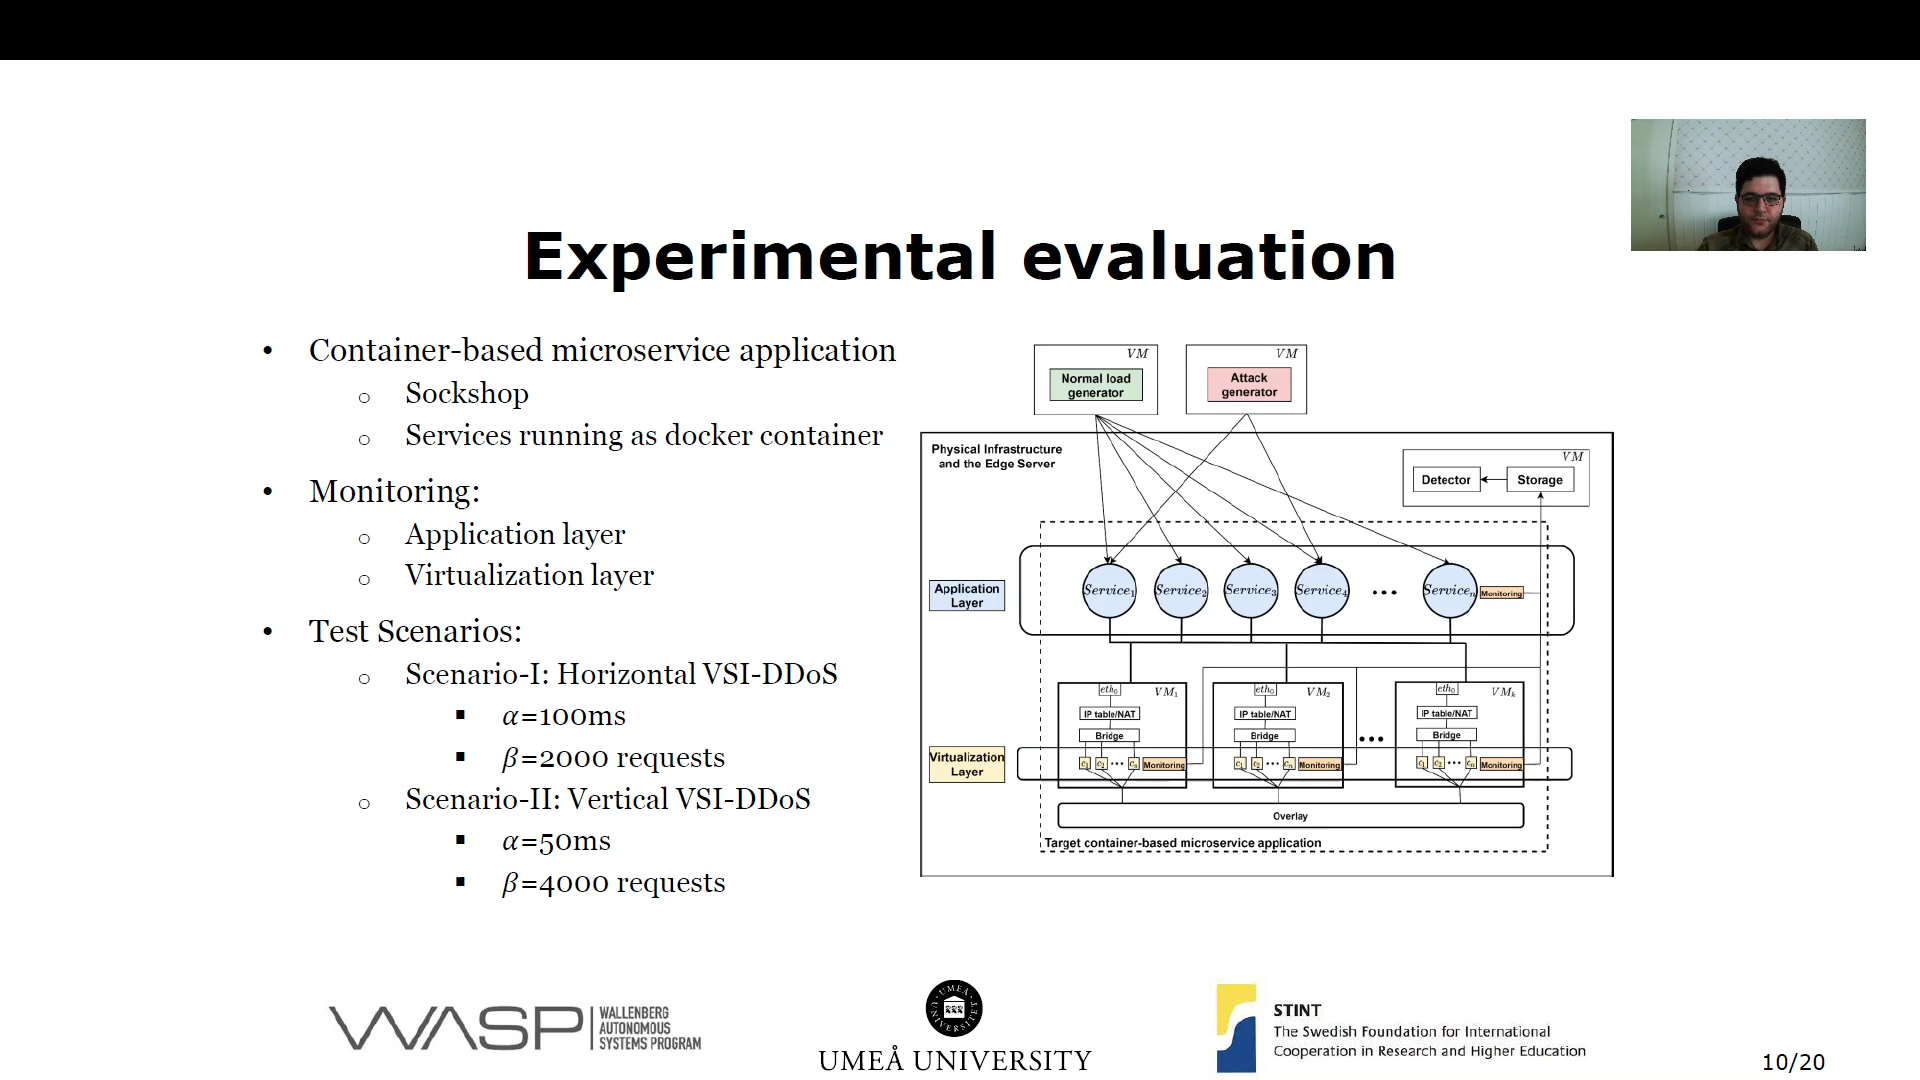 Experimental evaluation
• Container-based microservice application
o Sockshop
o Services running as docker container
• Monitoring:
o Application layer
o Virtualization layer
• Test Scenarios:
o Scenario-I: Horizontal VSI-DDoS
▪ α=100ms
▪ β=2000 requests
o Scenario-II: Vertical VSI-DDoS
▪ α=50ms
▪ β=4000 requests
VM
Normal load
generator
VM
Attack
generator
Physical Infrastructure
and the Edge Server
VM
Detector
Storage
Application
Layer
Service₁ Service₂ Service₃ Service₄ ... Serviceₙ Monitoring
eth₀ VM₁
IP table/NAT
Bridge
c₁ c₂ ... cₙ Monitoring
eth₀ VM₂
IP table/NAT
Bridge
c₁ c₂ ... cₙ Monitoring
...
eth₀ VMₖ
IP table/NAT
Bridge
c₁ c₂ ... cₙ Monitoring
Virtualization
Layer
Overlay
Target container-based microservice application
WASP
WALLENBERG
AUTONOMOUS
SYSTEMS PROGRAM
UMEÅ UNIVERSITET
UMEÅ UNIVERSITY
STINT
The Swedish Foundation for International
Cooperation in Research and Higher Education
10/20